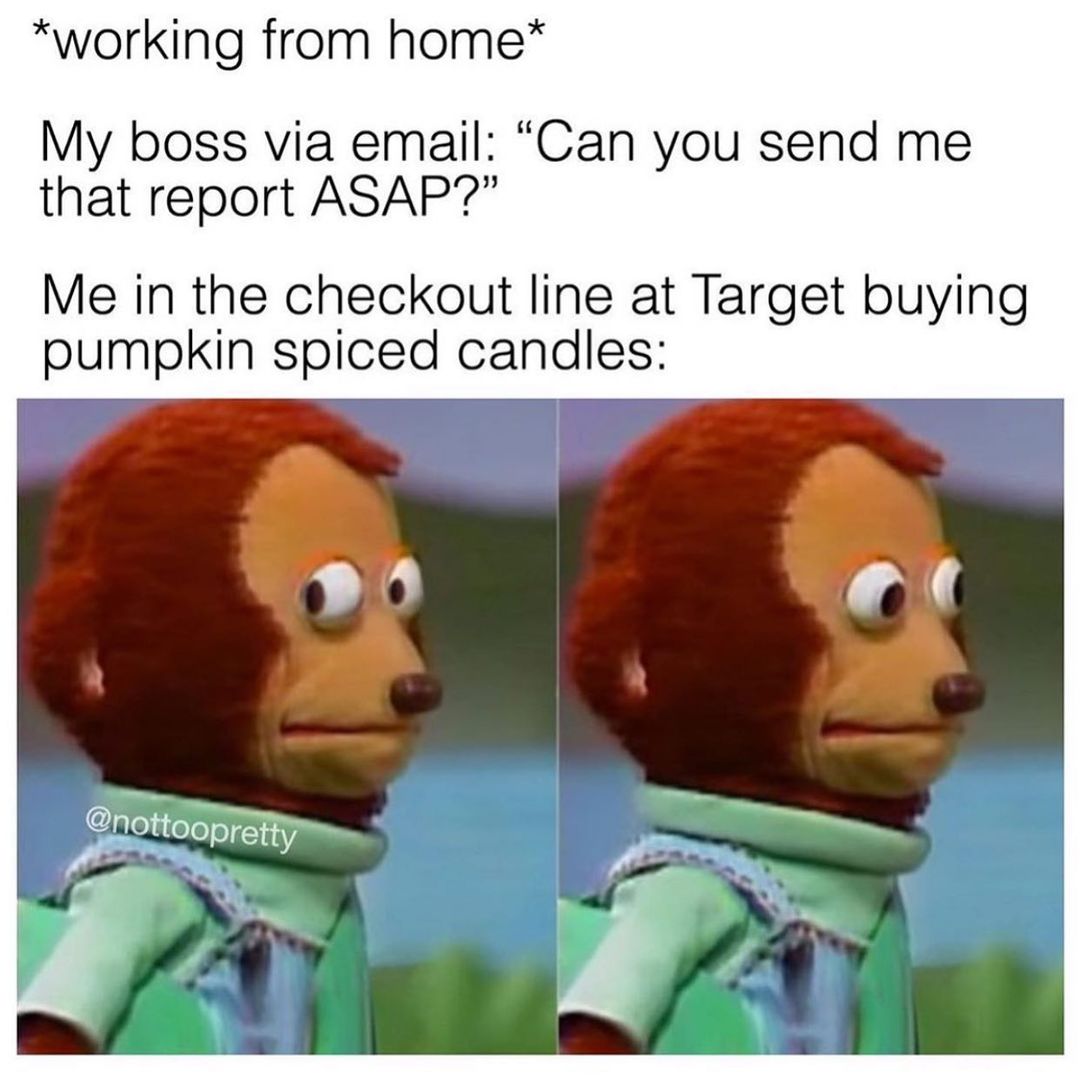 *working from home*
My boss via email: “Can you send me
that report ASAP?”
Me in the checkout line at Target buying
pumpkin spiced candles:
@nottoopretty